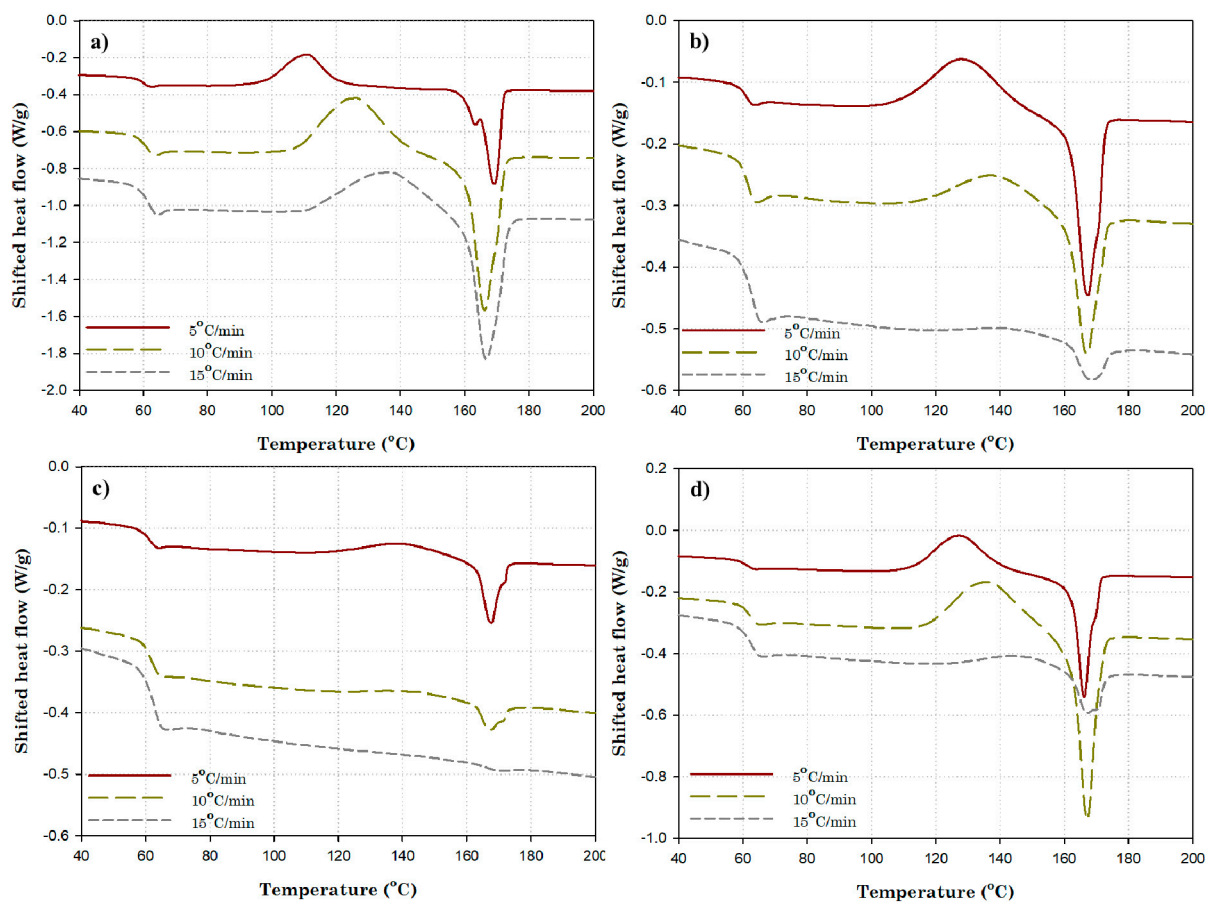 a)
Shifted heat flow (W/g)
0.0
-0.2
-0.4
-0.6
-0.8
-1.0
-1.2
-1.4
-1.6
-1.8
-2.0
5°C/min
10°C/min
15°C/min
40 60 80 100 120 140 160 180 200
Temperature (°C)
b)
Shifted heat flow (W/g)
0.0
-0.1
-0.2
-0.3
-0.4
-0.5
-0.6
5°C/min
10°C/min
15°C/min
40 60 80 100 120 140 160 180 200
Temperature (°C)
c)
Shifted heat flow (W/g)
0.0
-0.1
-0.2
-0.3
-0.4
-0.5
-0.6
5°C/min
10°C/min
15°C/min
40 60 80 100 120 140 160 180 200
Temperature (°C)
d)
Shifted heat flow (W/g)
0.2
0.0
-0.2
-0.4
-0.6
-0.8
-1.0
5°C/min
10°C/min
15°C/min
40 60 80 100 120 140 160 180 200
Temperature (°C)